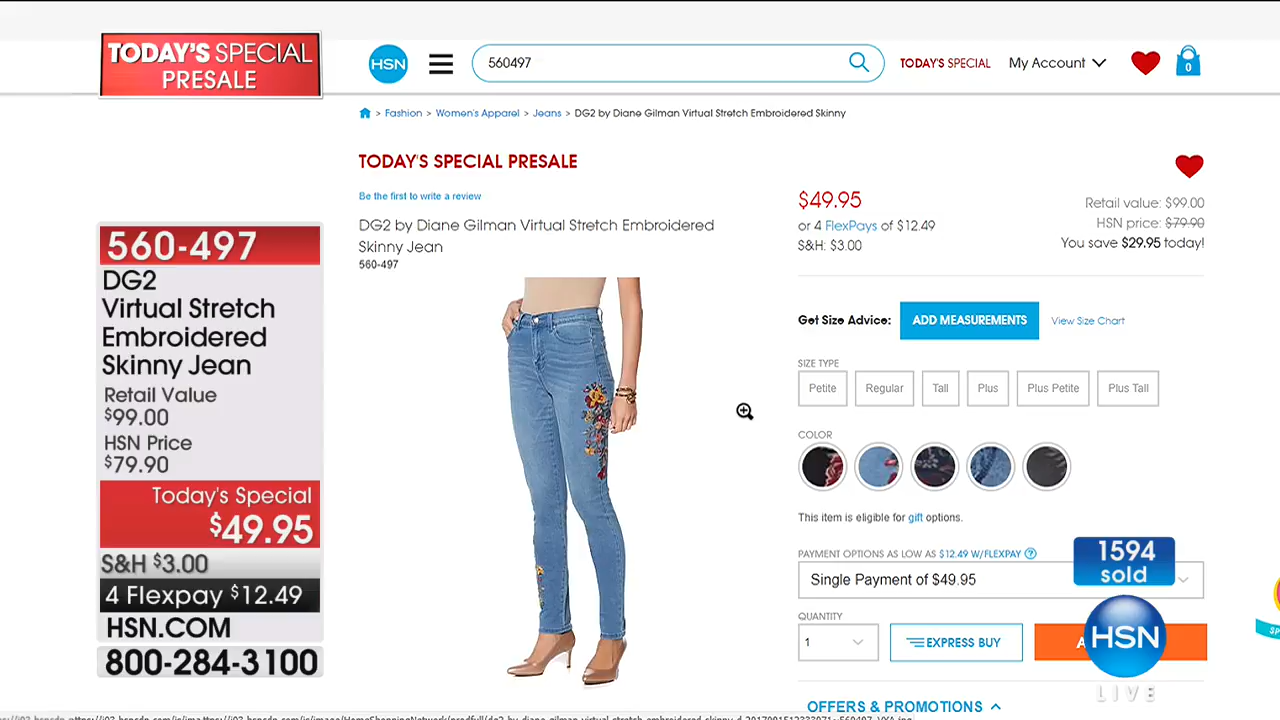 TODAY'S SPECIAL
PRESALE
HSN
560497
TODAY'S SPECIAL
My Account
0
> Fashion > Women's Apparel > Jeans > DG2 by Diane Gilman Virtual Stretch Embroidered Skinny
TODAY'S SPECIAL PRESALE
Be the first to write a review
DG2 by Diane Gilman Virtual Stretch Embroidered
Skinny Jean
560-497
$49.95
or 4 FlexPays of $12.49
S&H: $3.00
Retail value: $99.00
HSN price: $79.90
You save $29.95 today!
560-497
DG2
Virtual Stretch
Embroidered
Skinny Jean
Retail Value
$99.00
HSN Price
$79.90
Today's Special
$49.95
S&H $3.00
4 Flexpay $12.49
HSN.COM
800-284-3100
Get Size Advice:
ADD MEASUREMENTS
View Size Chart
SIZE TYPE
Petite
Regular
Tall
Plus
Plus Petite
Plus Tall
COLOR
This item is eligible for gift options.
PAYMENT OPTIONS AS LOW AS $12.49 W/FLEXPAY ?
Single Payment of $49.95
1594
sold
QUANTITY
1
EXPRESS BUY
HSN
LIVE
OFFERS & PROMOTIONS